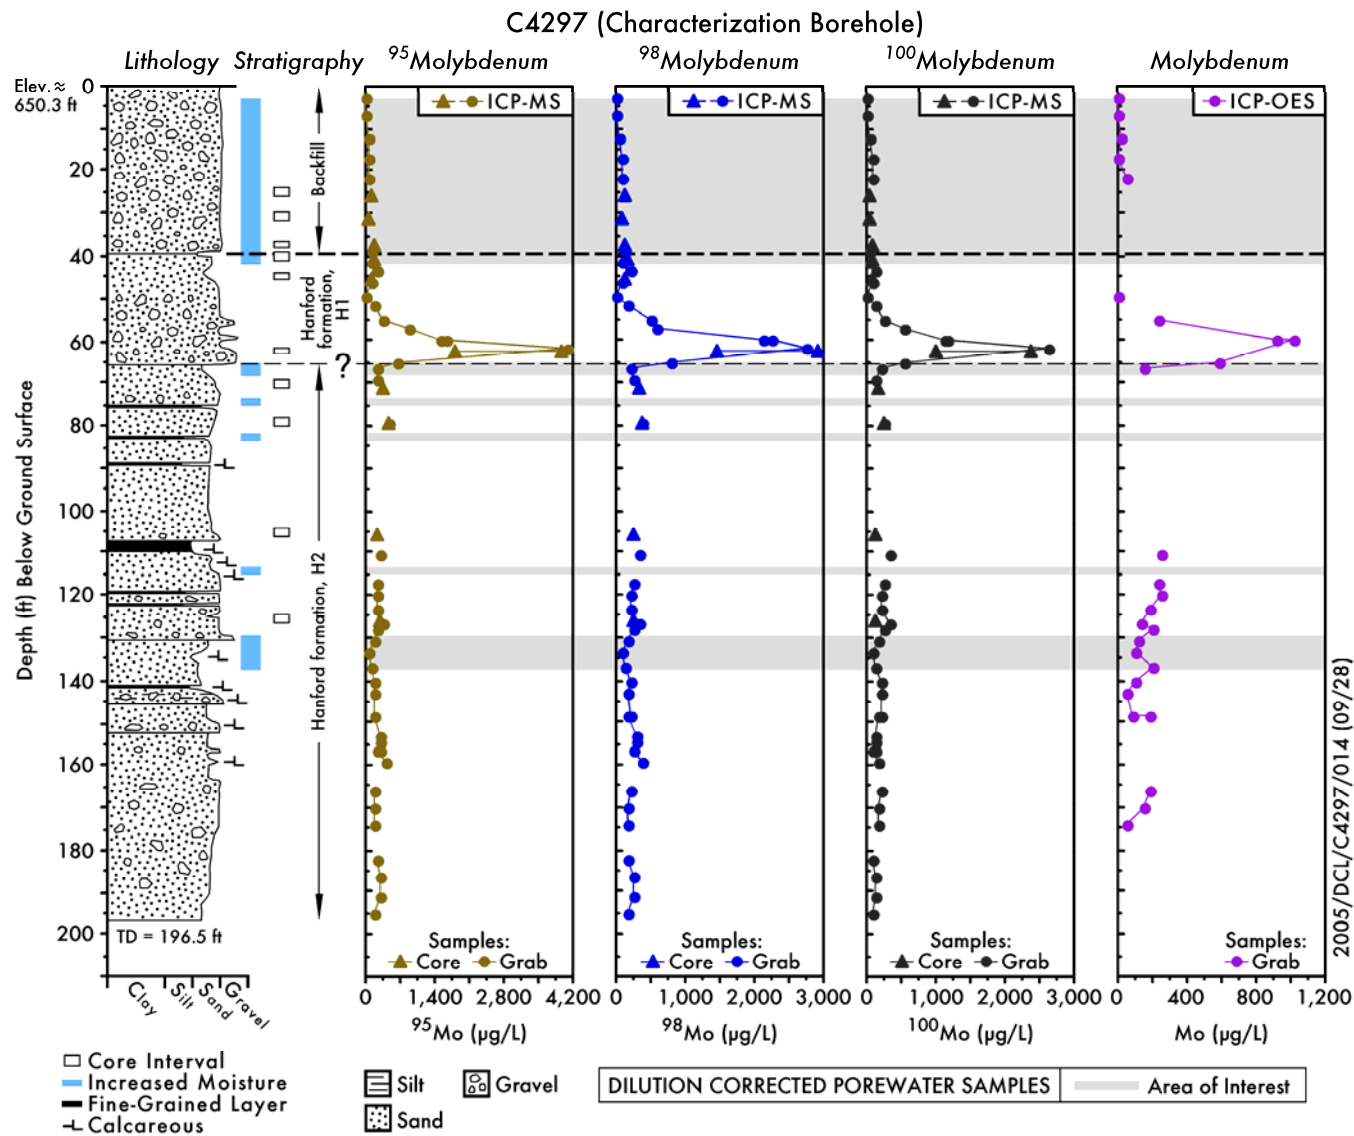 C4297 (Characterization Borehole)
Lithology Stratigraphy 95Molybdenum 98Molybdenum 100Molybdenum Molybdenum
Elev. ≈
650.3 ft
ICP-MS ICP-MS ICP-MS ICP-OES
0
20
40
60
80
100
120
140
160
180
200
Depth (ft) Below Ground Surface
Backfill
Hanford
formation,
H1
?
Hanford formation, H2
TD = 196.5 ft
Samples: Samples: Samples: Samples:
Core Grab Core Grab Core Grab Grab
Clay Silt Sand Gravel
0 1,400 2,800 4,200 0 1,000 2,000 3,000 0 1,000 2,000 3,000 0 400 800 1,200
95Mo (µg/L) 98Mo (µg/L) 100Mo (µg/L) Mo (µg/L)
2005/DCL/C4297/014 (09/28)
Core Interval
Increased Moisture
Fine-Grained Layer
Calcareous
Silt Gravel
Sand
DILUTION CORRECTED POREWATER SAMPLES Area of Interest